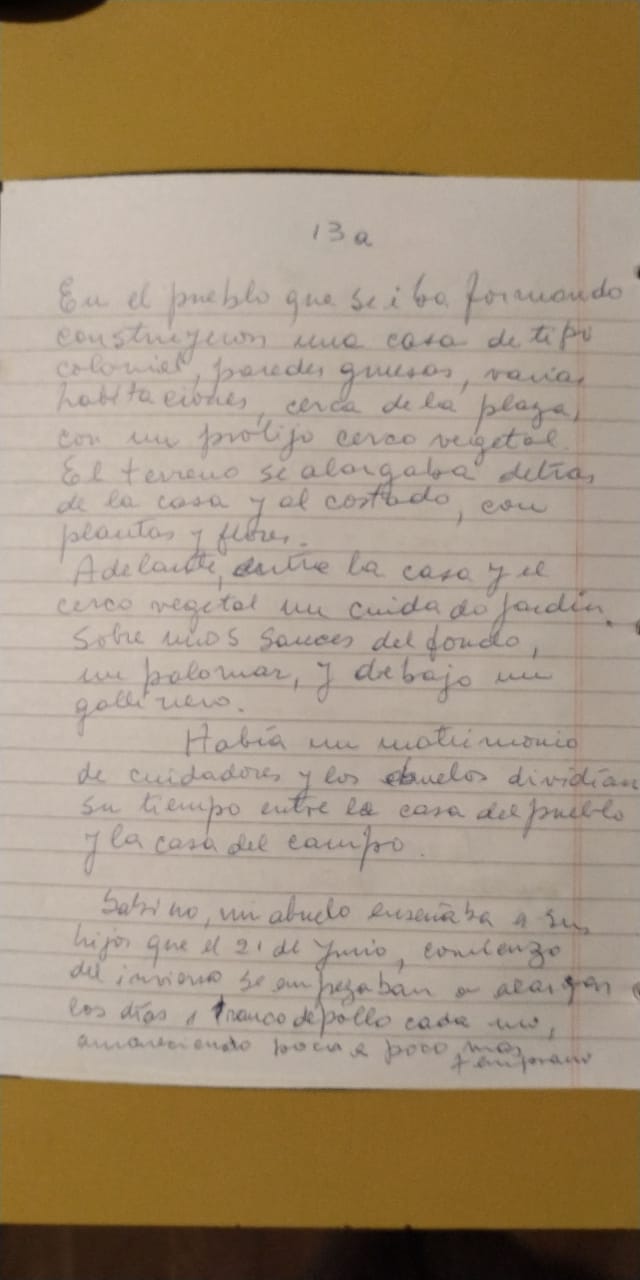 13 a
En el pueblo que se iba formando
construyeron una casa de tipo
colonial, paredes gruesas, varias
habitaciones, cerca de la plaza,
con un prolijo cerco vegetal.
El terreno se alargaba detrás
de la casa y al costado, con
plantas y flores.
Adelante, entre la casa y el
cerco vegetal un cuidado jardín.
Sobre unos sauces del fondo,
un palomar, y debajo un
gallinero.
Había un matrimonio
de cuidadores y los abuelos dividían
su tiempo entre la casa del pueblo
y la casa del campo.
Sabino, mi abuelo enseñaba a sus
hijos que el 21 de Junio, comienzo
del invierno se empezaban a alargar
los días 1 tranco de pollo cada uno,
amaneciendo poco a poco más
temprano